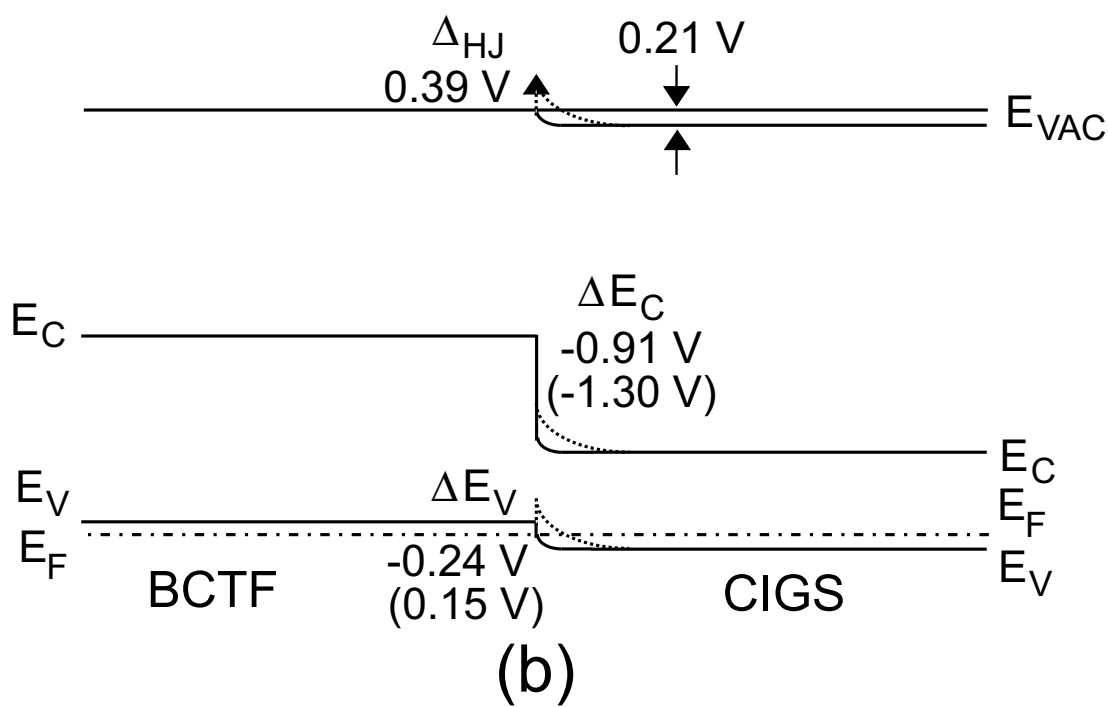 Δ_HJ
0.39 V
0.21 V
E_VAC
E_C
ΔE_C
-0.91 V
(-1.30 V)
E_C
E_V
ΔE_V
E_F
E_F
-0.24 V
(0.15 V)
E_V
BCTF
CIGS
(b)